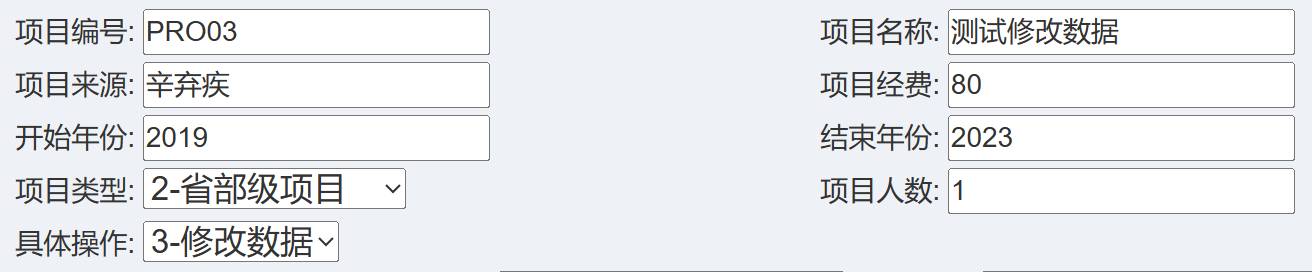 项目编号: PRO03 项目名称: 测试修改数据
项目来源: 辛弃疾 项目经费: 80
开始年份: 2019 结束年份: 2023
项目类型: 2-省部级项目 项目人数: 1
具体操作: 3-修改数据